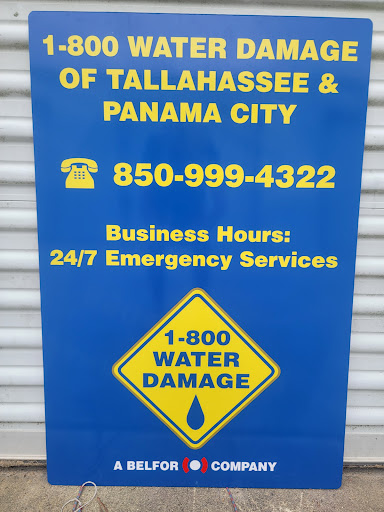 1-800 WATER DAMAGE
OF TALLAHASSEE &
PANAMA CITY
850-999-4322
Business Hours:
24/7 Emergency Services
1-800
WATER
DAMAGE
A BELFOR COMPANY